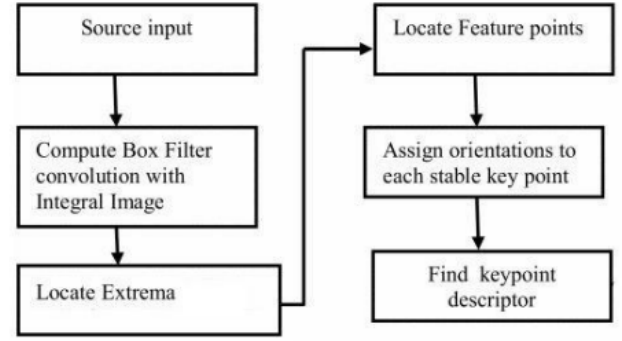 Source input
Compute Box Filter
convolution with
Integral Image
Locate Extrema
Locate Feature points
Assign orientations to
each stable key point
Find keypoint
descriptor